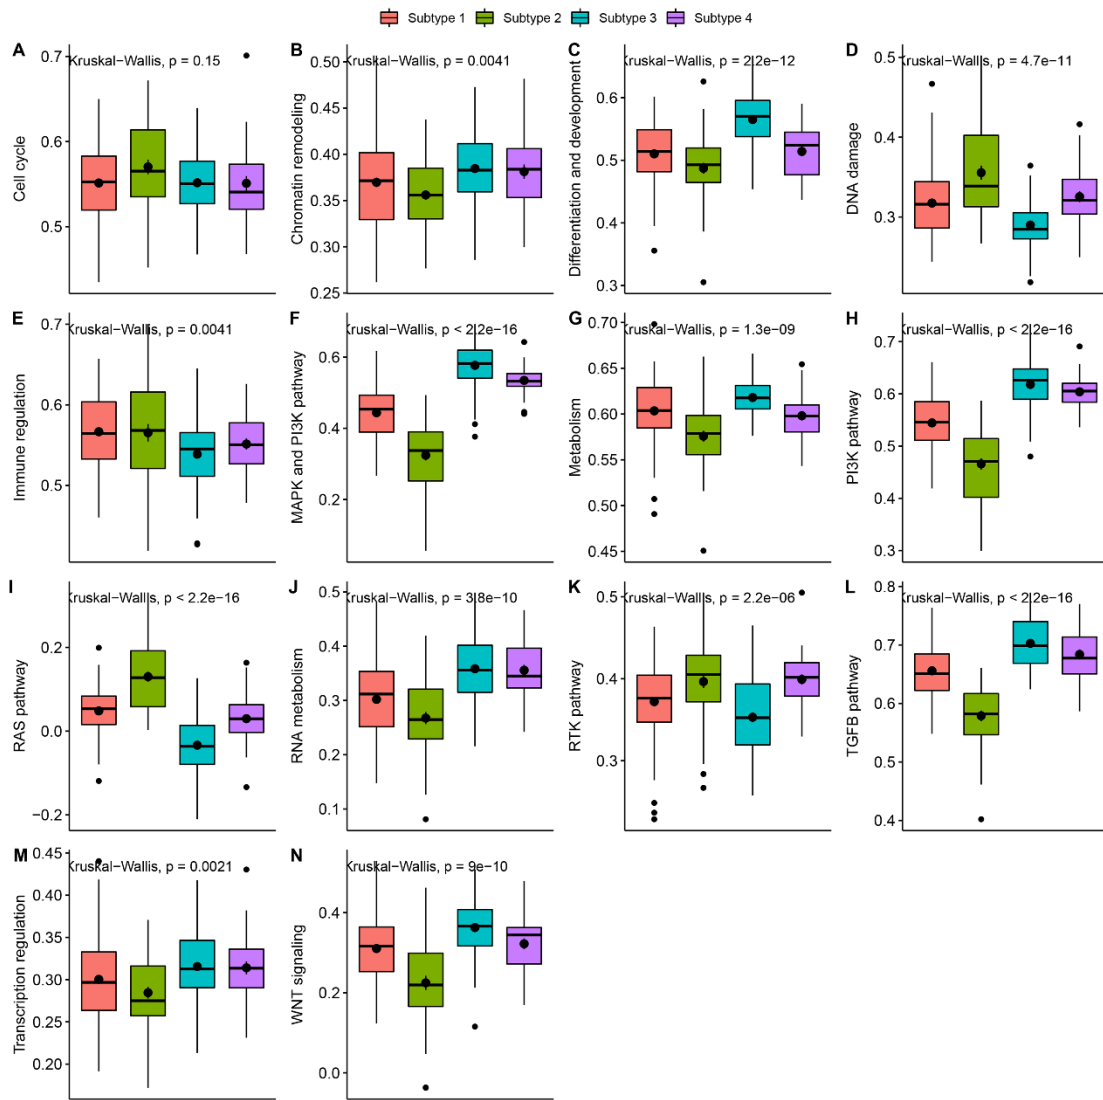 Subtype 1 Subtype 2 Subtype 3 Subtype 4
A
Kruskal−Wallis, p = 0.15
Cell cycle
0.7
0.6
0.5
B
Kruskal−Wallis, p = 0.0041
Chromatin remodeling
0.50
0.45
0.40
0.35
0.30
0.25
C
Kruskal−Wallis, p = 2.2e−12
Differentiation and development
0.6
0.5
0.4
0.3
D
Kruskal−Wallis, p = 4.7e−11
DNA damage
0.5
0.4
0.3
E
Kruskal−Wallis, p = 0.0041
Immune regulation
0.7
0.6
0.5
F
Kruskal−Wallis, p < 2.2e−16
MAPK and PI3K pathway
0.6
0.4
0.2
G
Kruskal−Wallis, p = 1.3e−09
Metabolism
0.70
0.65
0.60
0.55
0.50
0.45
H
Kruskal−Wallis, p < 2.2e−16
PI3K pathway
0.7
0.6
0.5
0.4
0.3
I
Kruskal−Wallis, p < 2.2e−16
RAS pathway
0.2
0.0
−0.2
J
Kruskal−Wallis, p = 3.8e−10
RNA metabolism
0.5
0.4
0.3
0.2
0.1
K
Kruskal−Wallis, p = 2.2e−06
RTK pathway
0.5
0.4
0.3
L
Kruskal−Wallis, p < 2.2e−16
TGFB pathway
0.8
0.7
0.6
0.5
0.4
M
Kruskal−Wallis, p = 0.0021
Transcription regulation
0.45
0.40
0.35
0.30
0.25
0.20
N
Kruskal−Wallis, p = 9e−10
WNT signaling
0.4
0.2
0.0